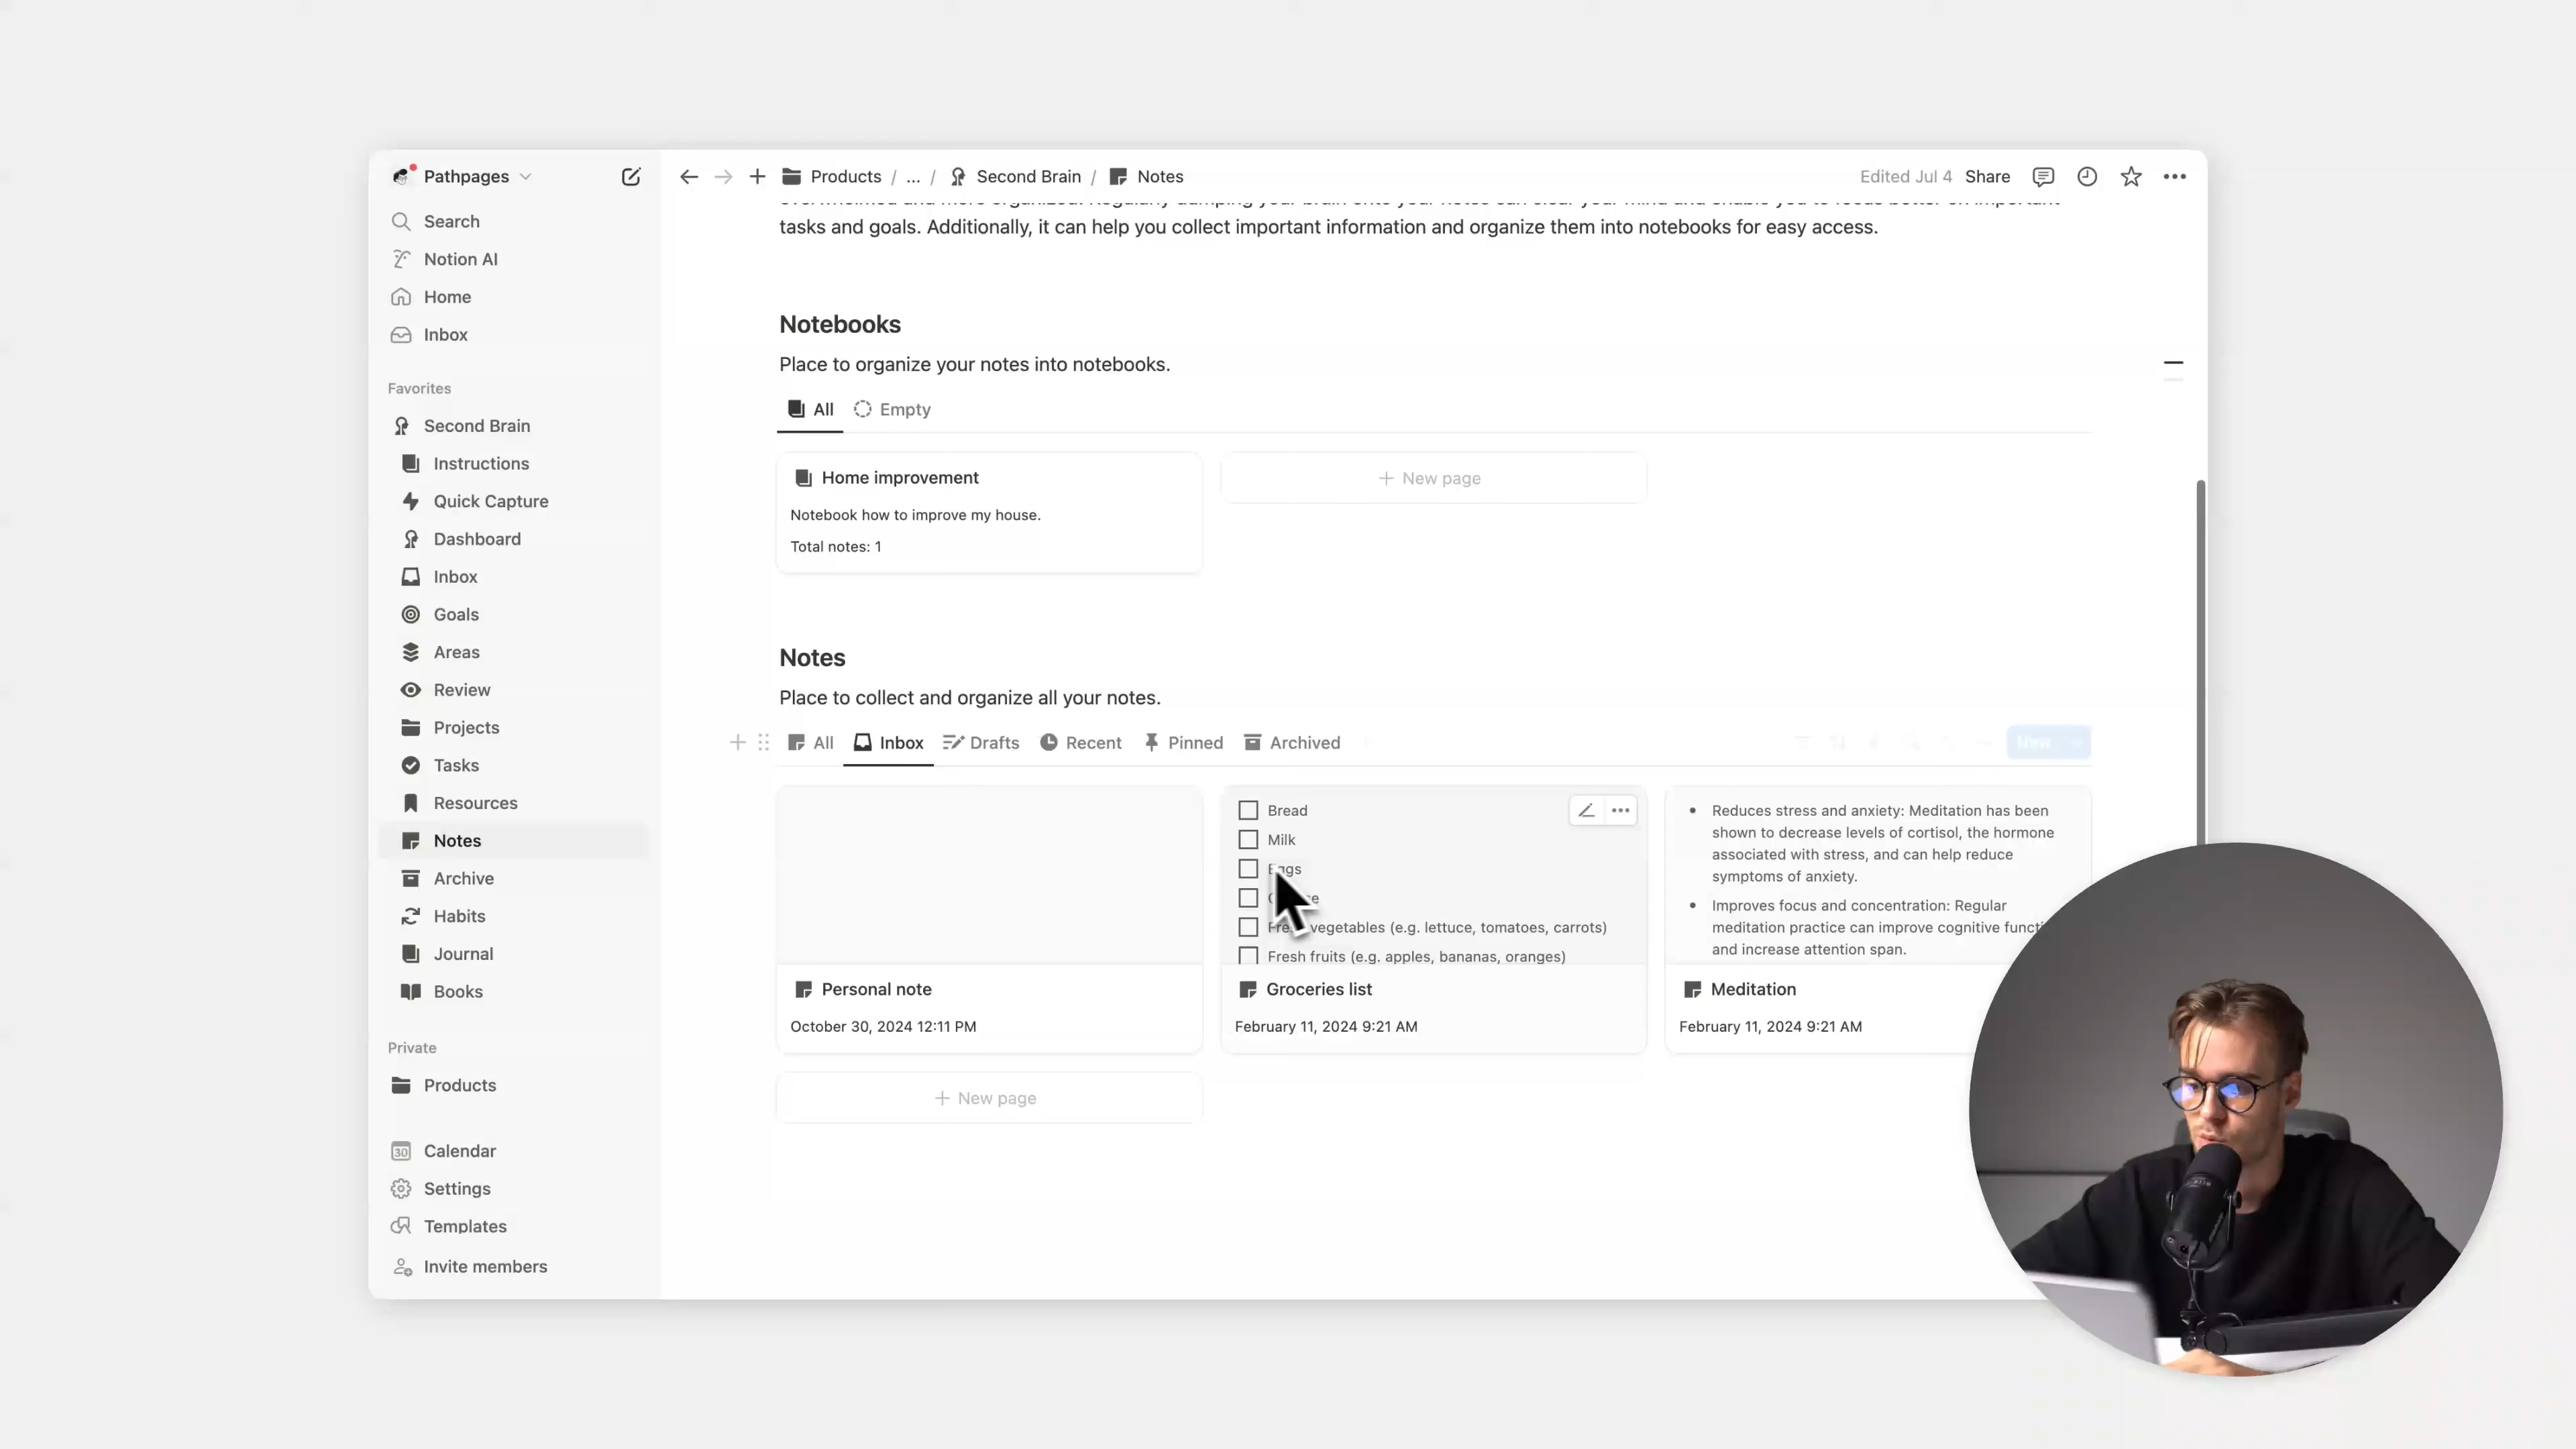 Pathpages
Search
Notion AI
Home
Inbox
Favorites
Second Brain
Instructions
Quick Capture
Dashboard
Inbox
Goals
Areas
Review
Projects
Tasks
Resources
Notes
Archive
Habits
Journal
Books
Private
Products
30 Calendar
Settings
Templates
Invite members
Products / ... / Second Brain / Notes
Edited Jul 4 Share
tasks and goals. Additionally, it can help you collect important information and organize them into notebooks for easy access.
Notebooks
Place to organize your notes into notebooks.
All Empty
Home improvement
Notebook how to improve my house.
Total notes: 1
+ New page
Notes
Place to collect and organize all your notes.
All Inbox Drafts Recent Pinned Archived
New
Personal note
October 30, 2024 12:11 PM
Bread
Milk
Eggs
vegetables (e.g. lettuce, tomatoes, carrots)
Fresh fruits (e.g. apples, bananas, oranges)
Groceries list
February 11, 2024 9:21 AM
• Reduces stress and anxiety: Meditation has been
shown to decrease levels of cortisol, the hormone
associated with stress, and can help reduce
symptoms of anxiety.
• Improves focus and concentration: Regular
meditation practice can improve cognitive
and increase attention span.
Meditation
February 11, 2024 9:21 AM
+ New page